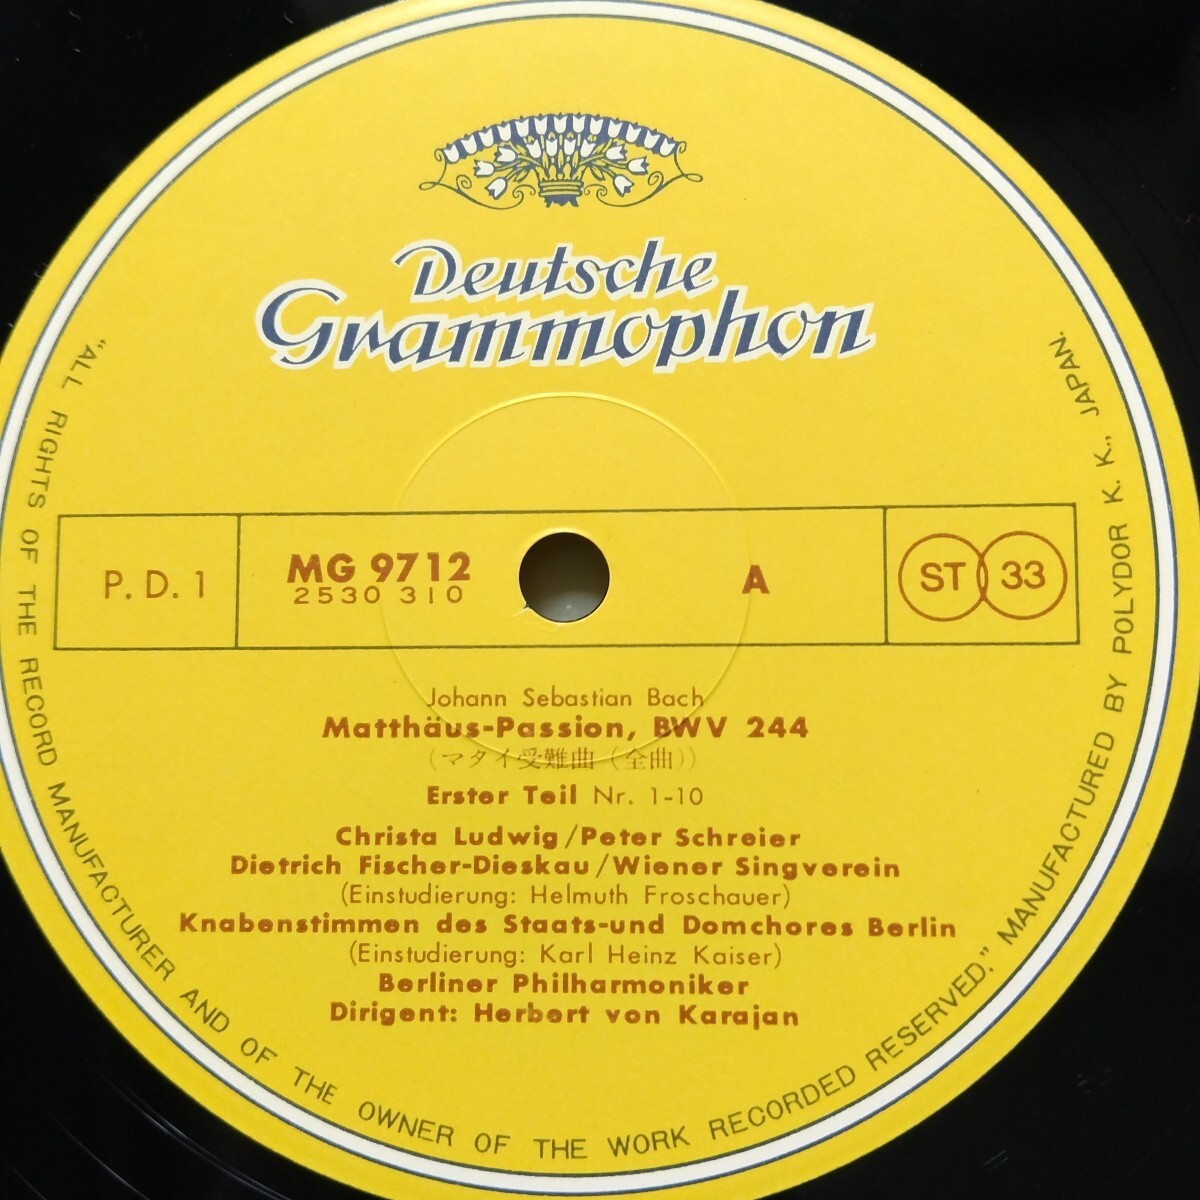 Deutsche
Grammophon
P. D. 1
MG 9712
2530 310
A
ST 33
Johann Sebastian Bach
Matthäus-Passion, BWV 244
(マタイ受難曲(全曲))
Erster Teil Nr. 1-10
Christa Ludwig/Peter Schreier
Dietrich Fischer-Dieskau/Wiener Singverein
(Einstudierung: Helmuth Froschauer)
Knabenstimmen des Staats-und Domchores Berlin
(Einstudierung: Karl Heinz Kaiser)
Berliner Philharmoniker
Dirigent: Herbert von Karajan
"ALL RIGHTS OF THE RECORD MANUFACTURER AND OF THE OWNER OF THE WORK RECORDED RESERVED." MANUFACTURED BY POLYDOR K. K., JAPAN.